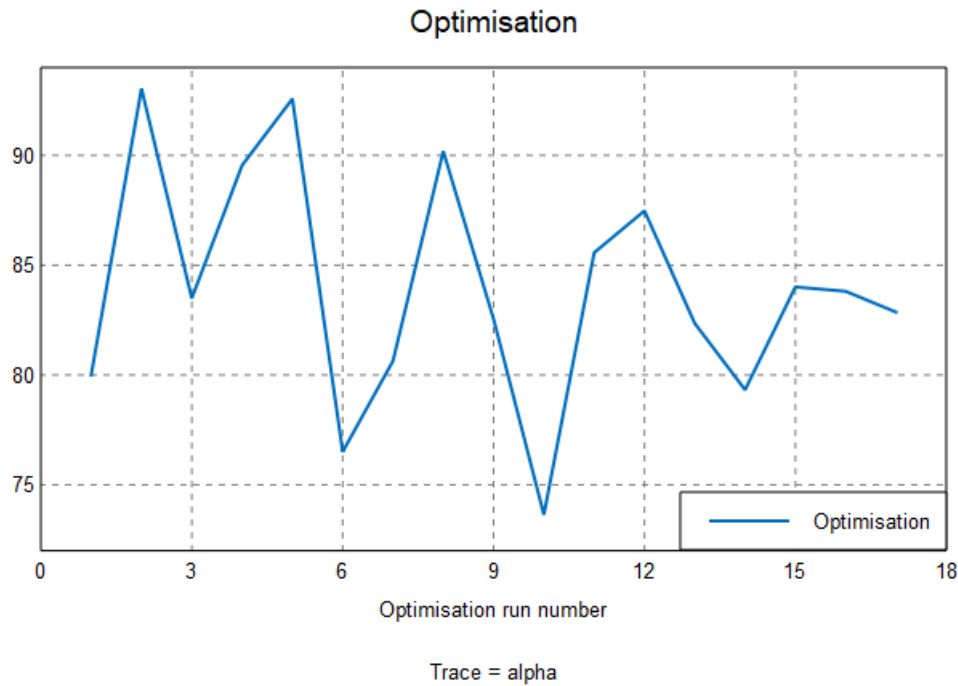 Optimisation
90
85
80
75
Optimisation
0 3 6 9 12 15 18
Optimisation run number
Trace = alpha